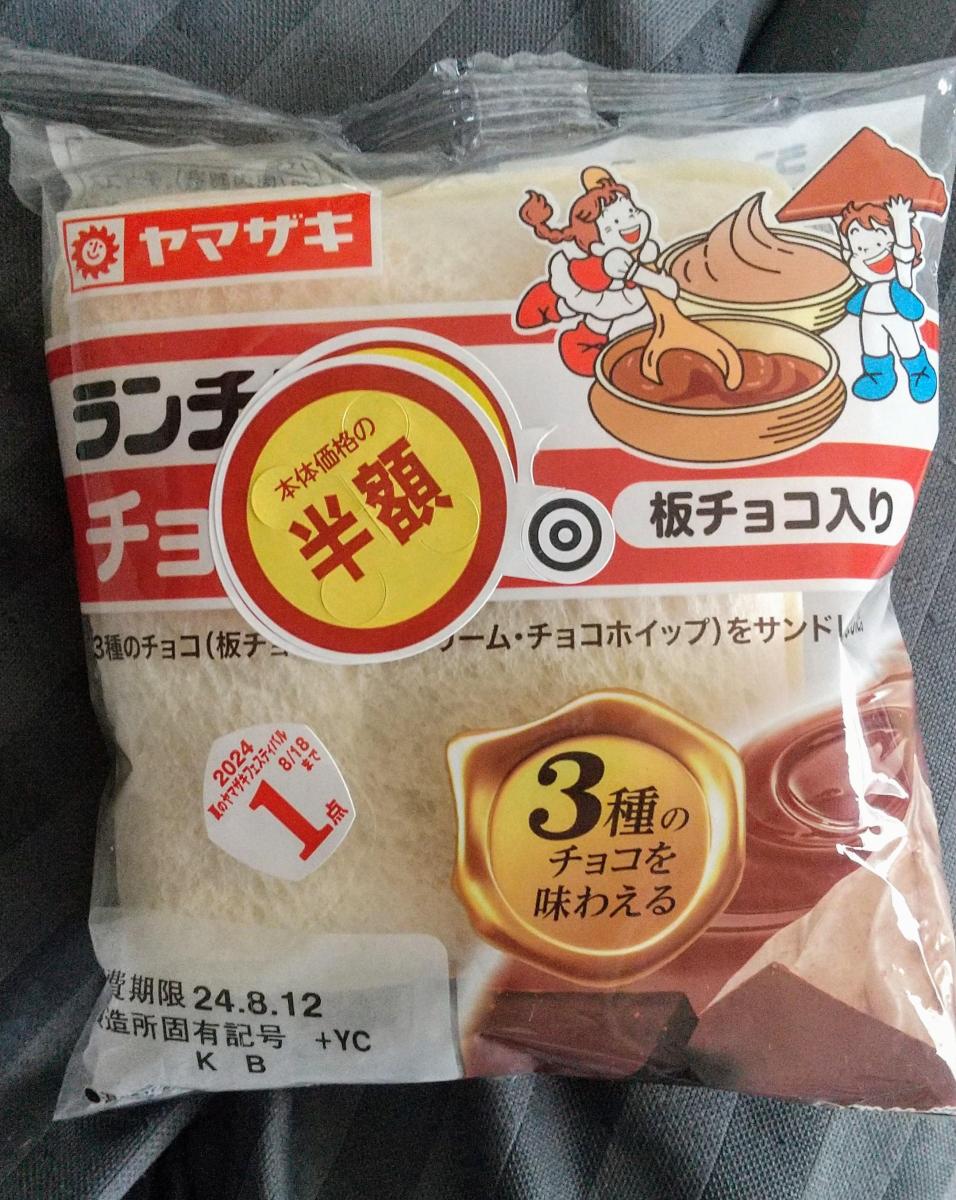 ヤマザキ
ランチ
チョ
本体価格の
半額
板チョコ入り
3種のチョコ(板チョ
リーム・チョコホイップ)をサンド
2024
秋のヤマザキフェスティバル
8/18
まで
1点
3種の
チョコを
味わえる
費期限 24.8.12
造所固有記号 +YC
K B